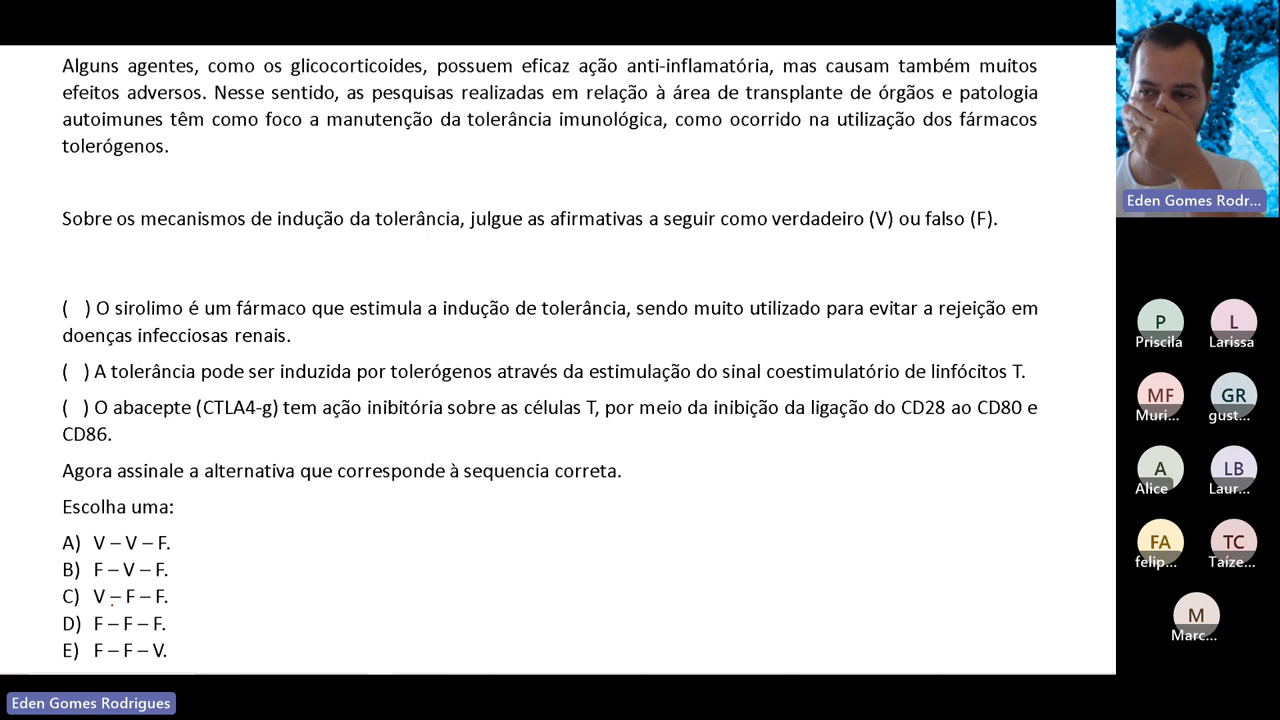 Alguns agentes, como os glicocorticoides, possuem eficaz ação anti-inflamatória, mas causam também muitos
efeitos adversos. Nesse sentido, as pesquisas realizadas em relação à área de transplante de órgãos e patologia
autoimunes têm como foco a manutenção da tolerância imunológica, como ocorrido na utilização dos fármacos
tolerógenos.
Sobre os mecanismos de indução da tolerância, julgue as afirmativas a seguir como verdadeiro (V) ou falso (F).
( ) O sirolimo é um fármaco que estimula a indução de tolerância, sendo muito utilizado para evitar a rejeição em
doenças infecciosas renais.
( ) A tolerância pode ser induzida por tolerógenos através da estimulação do sinal coestimulatório de linfócitos T.
( ) O abacepte (CTLA4-g) tem ação inibitória sobre as células T, por meio da inibição da ligação do CD28 ao CD80 e
CD86.
Agora assinale a alternativa que corresponde à sequencia correta.
Escolha uma:
A) V – V – F.
B) F – V – F.
C) V – F – F.
D) F – F – F.
E) F – F – V.
Eden Gomes Rodr...
P
Priscila
L
Larissa
MF
Muri...
GR
gust...
A
Alice
LB
Laur...
FA
felip...
TC
Taíze...
M
Marc...
Eden Gomes Rodrigues